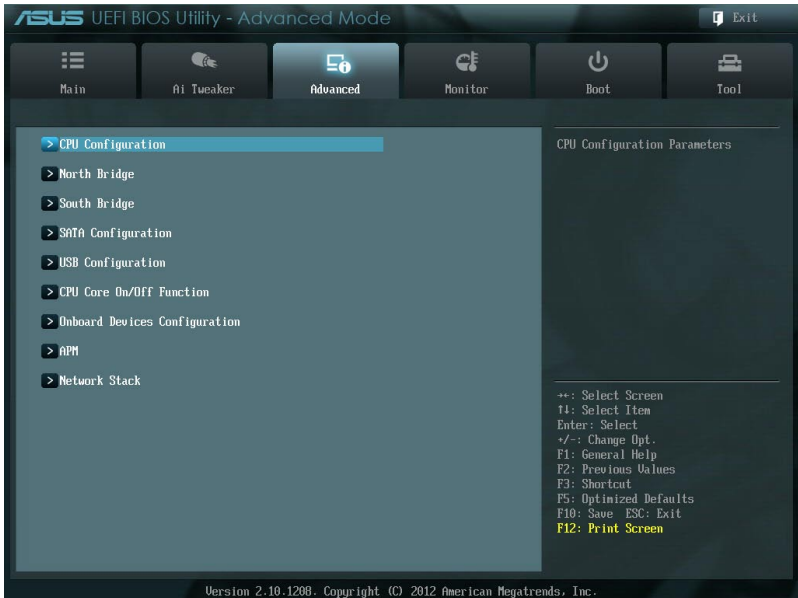 ASUS UEFI BIOS Utility - Advanced Mode
Exit
Main
Ai Tweaker
Advanced
Monitor
Boot
Tool
> CPU Configuration
> North Bridge
> South Bridge
> SATA Configuration
> USB Configuration
> CPU Core On/Off Function
> Onboard Devices Configuration
> APM
> Network Stack
CPU Configuration Parameters
→←: Select Screen
↑↓: Select Item
Enter: Select
+/-: Change Opt.
F1: General Help
F2: Previous Values
F3: Shortcut
F5: Optimized Defaults
F10: Save ESC: Exit
F12: Print Screen
Version 2.10.1208. Copyright (C) 2012 American Megatrends, Inc.